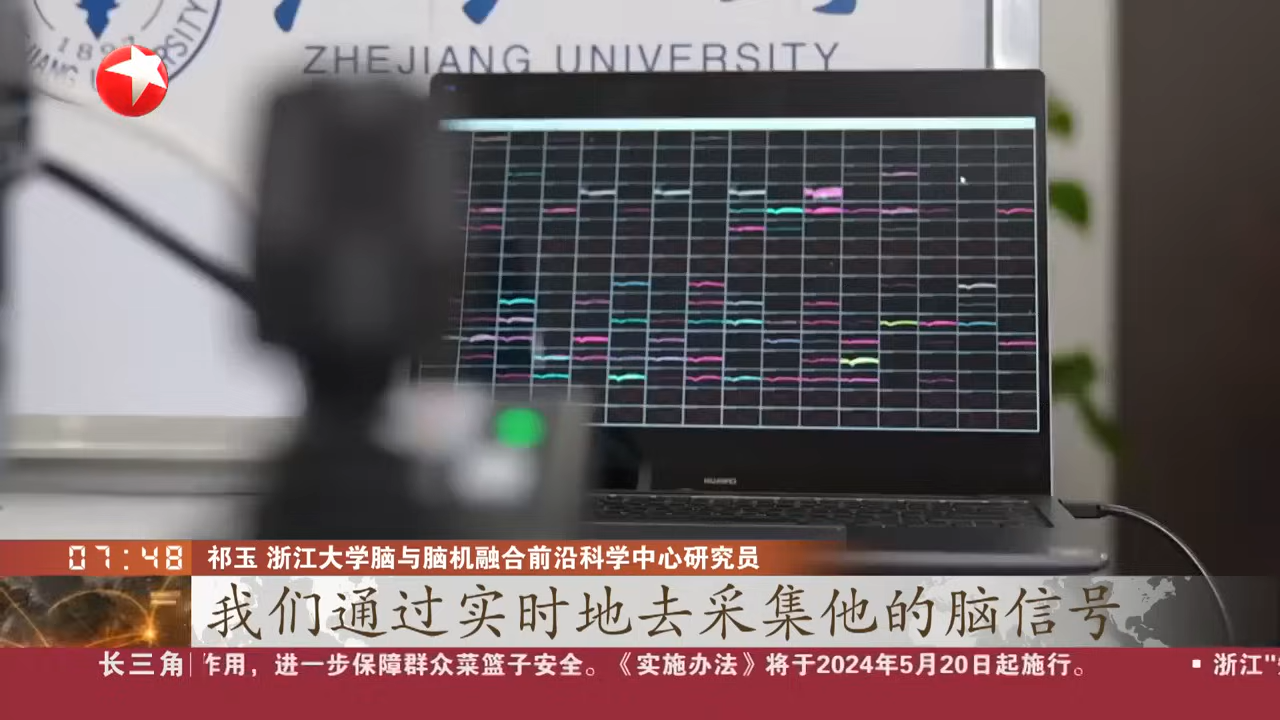 1897
ZHEJIANG UNIVERSITY
HUAWEI
07:48
祁玉 浙江大学脑与脑机融合前沿科学中心研究员
我们通过实时地去采集他的脑信号
长三角 作用，进一步保障群众菜篮子安全。《实施办法》将于2024年5月20日起施行。 ▪ 浙江"